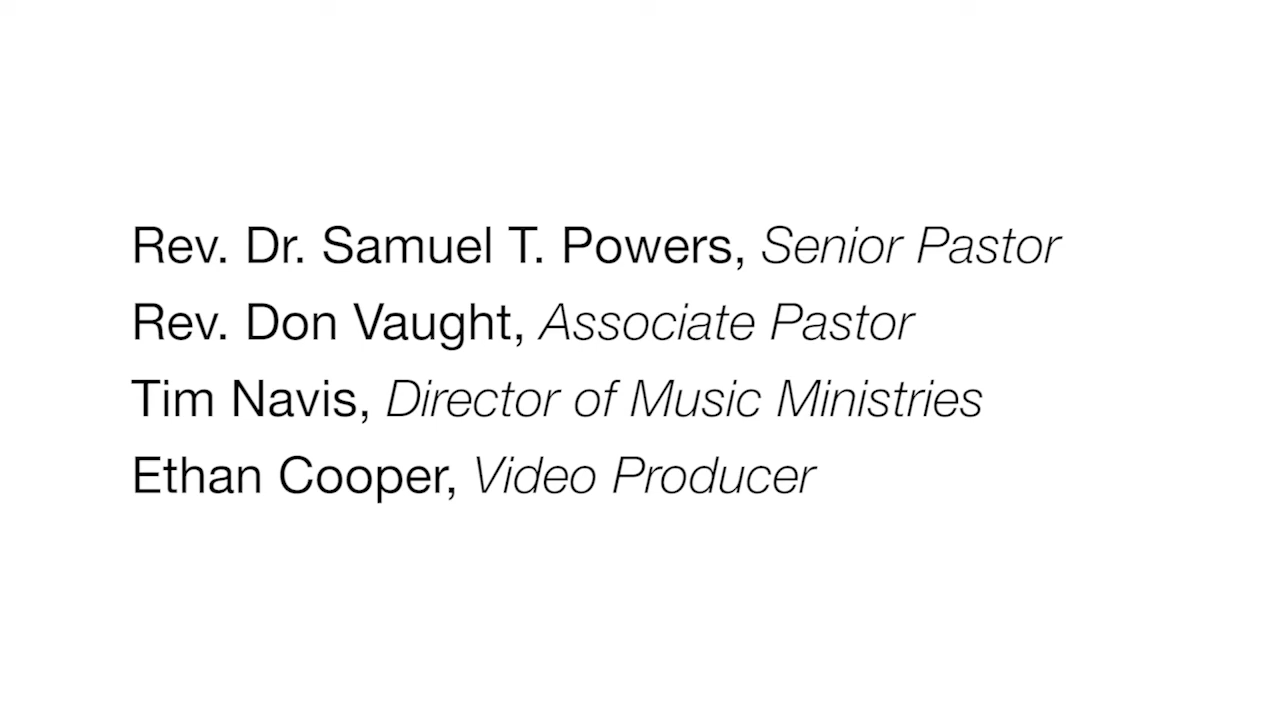 Rev. Dr. Samuel T. Powers, Senior Pastor
Rev. Don Vaught, Associate Pastor
Tim Navis, Director of Music Ministries
Ethan Cooper, Video Producer